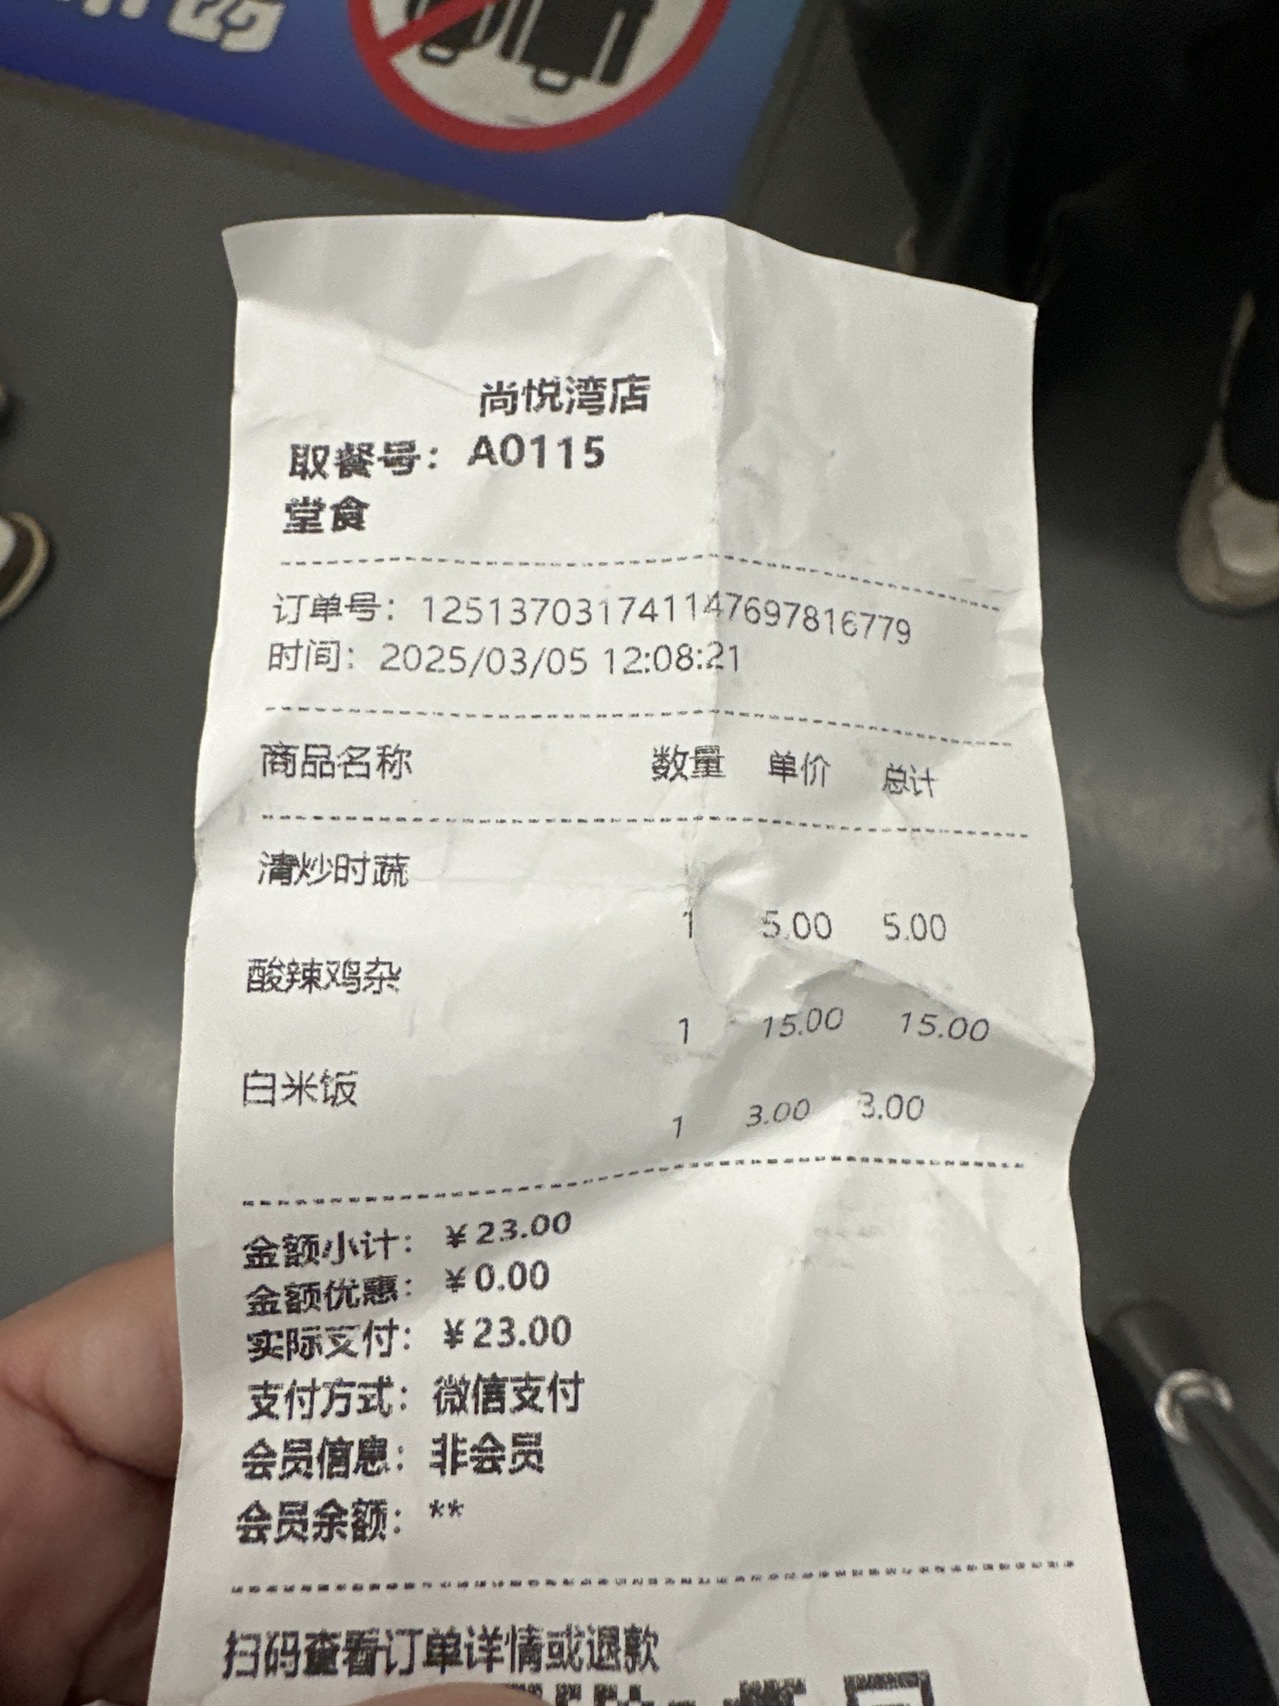 尚悦湾店
取餐号：A0115
堂食
订单号：12513703174114769781 6779
时间：2025/03/05 12:08:21
商品名称 数量 单价 总计
清炒时蔬
1 5.00 5.00
酸辣鸡杂
1 15.00 15.00
白米饭
1 3.00 3.00
金额小计：￥23.00
金额优惠：￥0.00
实际支付：￥23.00
支付方式：微信支付
会员信息：非会员
会员余额：**
扫码查看订单详情或退款